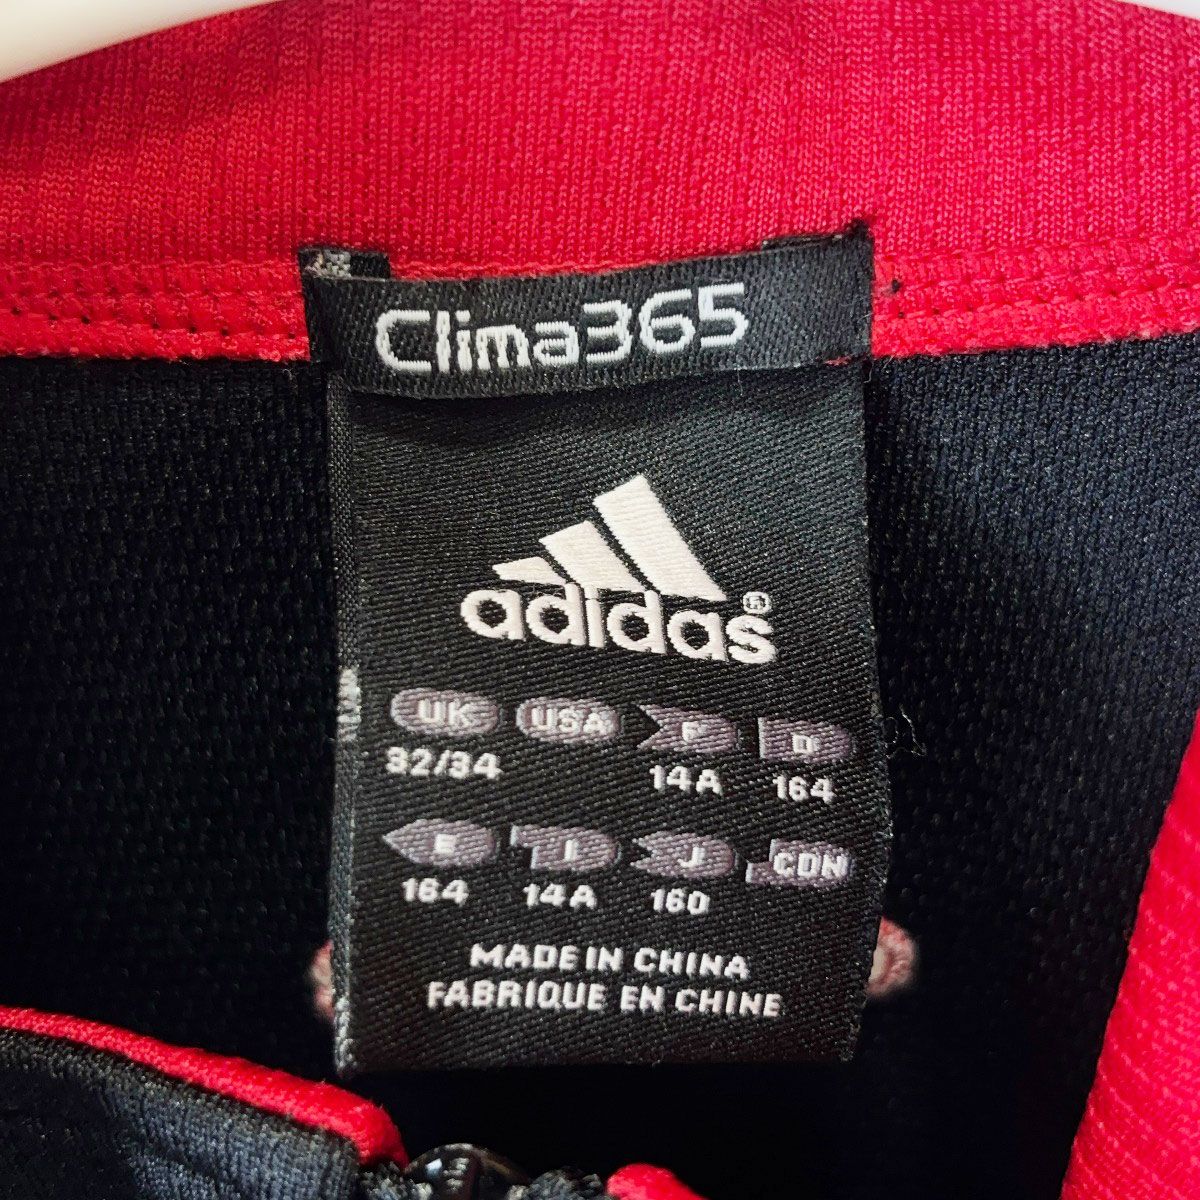 Clima365
adidas®
UK USA F D
32/34 14A 164
E I J CDN
164 14A 160
MADE IN CHINA
FABRIQUE EN CHINE